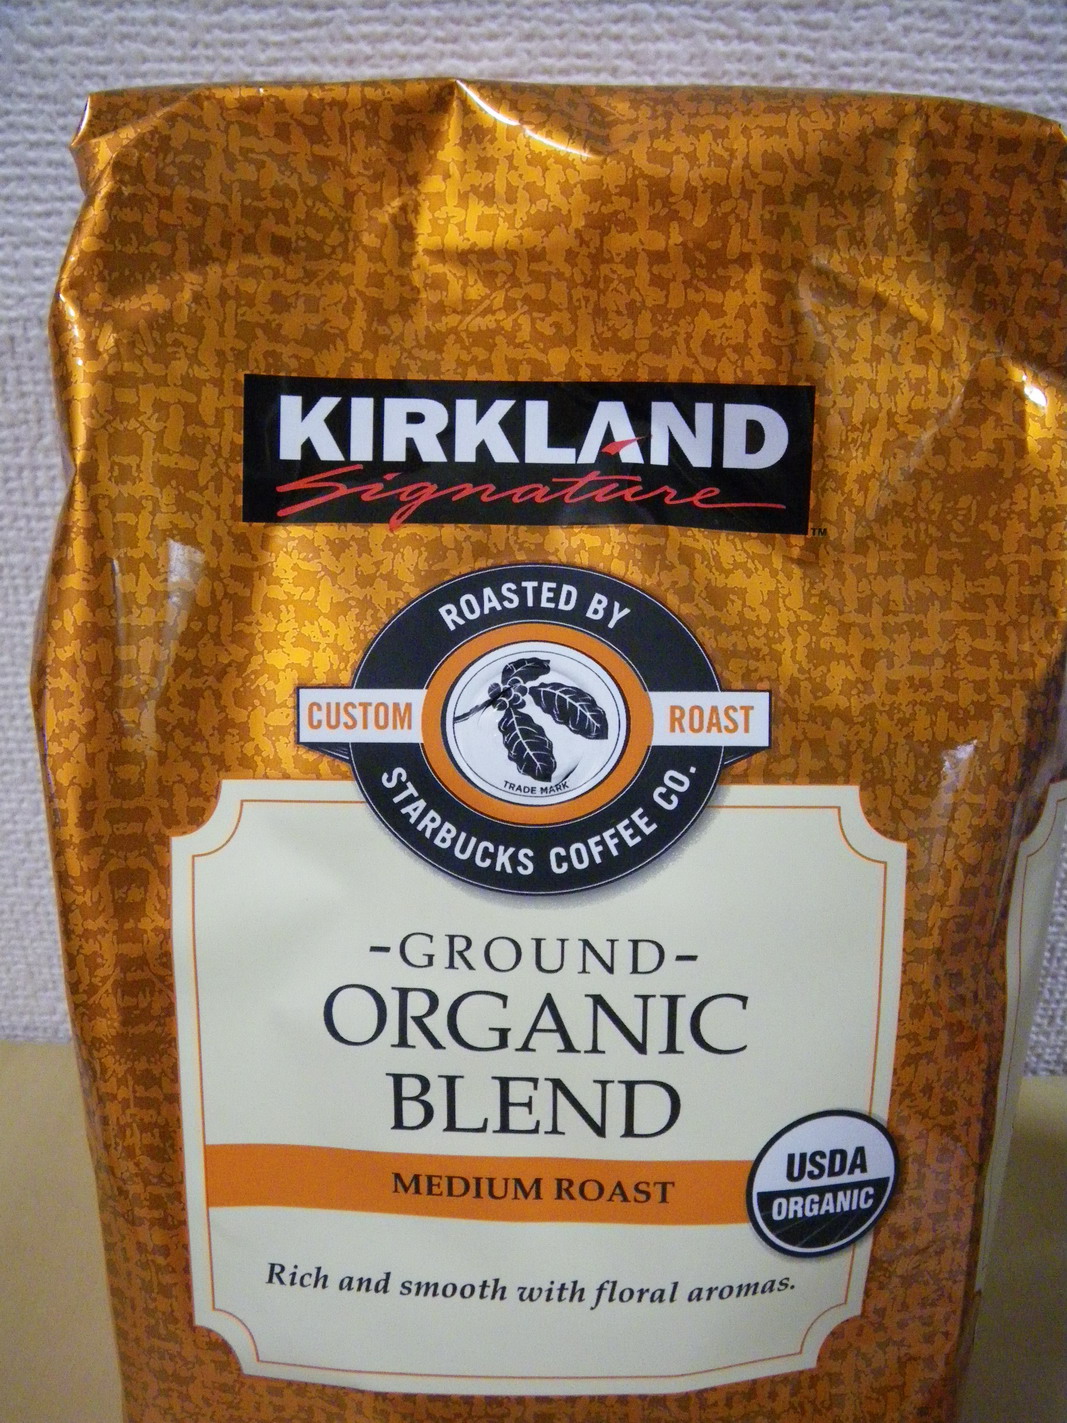 KIRKLAND
Signature
™
ROASTED BY
CUSTOM ROAST
TRADE MARK
STARBUCKS COFFEE CO.
-GROUND-
ORGANIC
BLEND
MEDIUM ROAST
USDA
ORGANIC
Rich and smooth with floral aromas.